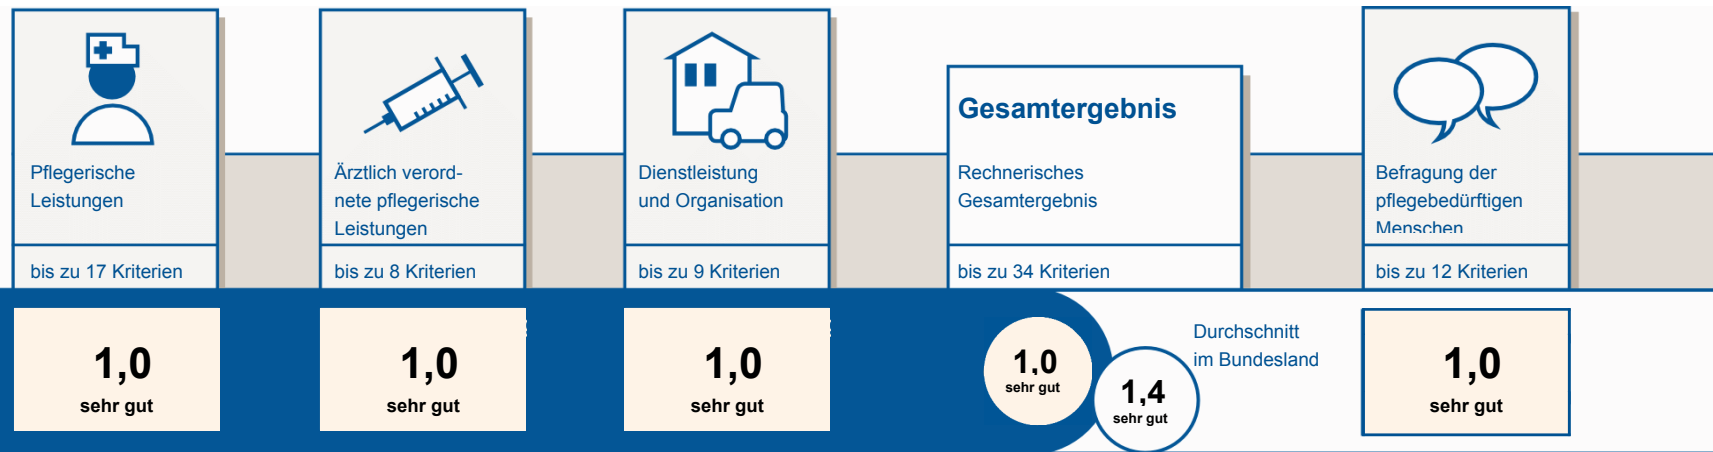 Pflegerische
Leistungen
bis zu 17 Kriterien
1,0
sehr gut
Ärztlich verord-
nete pflegerische
Leistungen
bis zu 8 Kriterien
1,0
sehr gut
Dienstleistung
und Organisation
bis zu 9 Kriterien
1,0
sehr gut
Gesamtergebnis
Rechnerisches
Gesamtergebnis
bis zu 34 Kriterien
1,0
sehr gut
1,4
sehr gut
Durchschnitt
im Bundesland
Befragung der
pflegebedürftigen
Menschen
bis zu 12 Kriterien
1,0
sehr gut